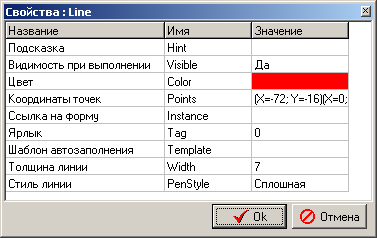 Свойства : Line
Название Имя Значение
Подсказка Hint
Видимость при выполнении Visible Да
Цвет Color
Координаты точек Points (X=-72; Y=-16)(X=0;
Ссылка на форму Instance
Ярлык Tag 0
Шаблон автозаполнения Template
Толщина линии Width 7
Стиль линии PenStyle Сплошная
Ok Отмена